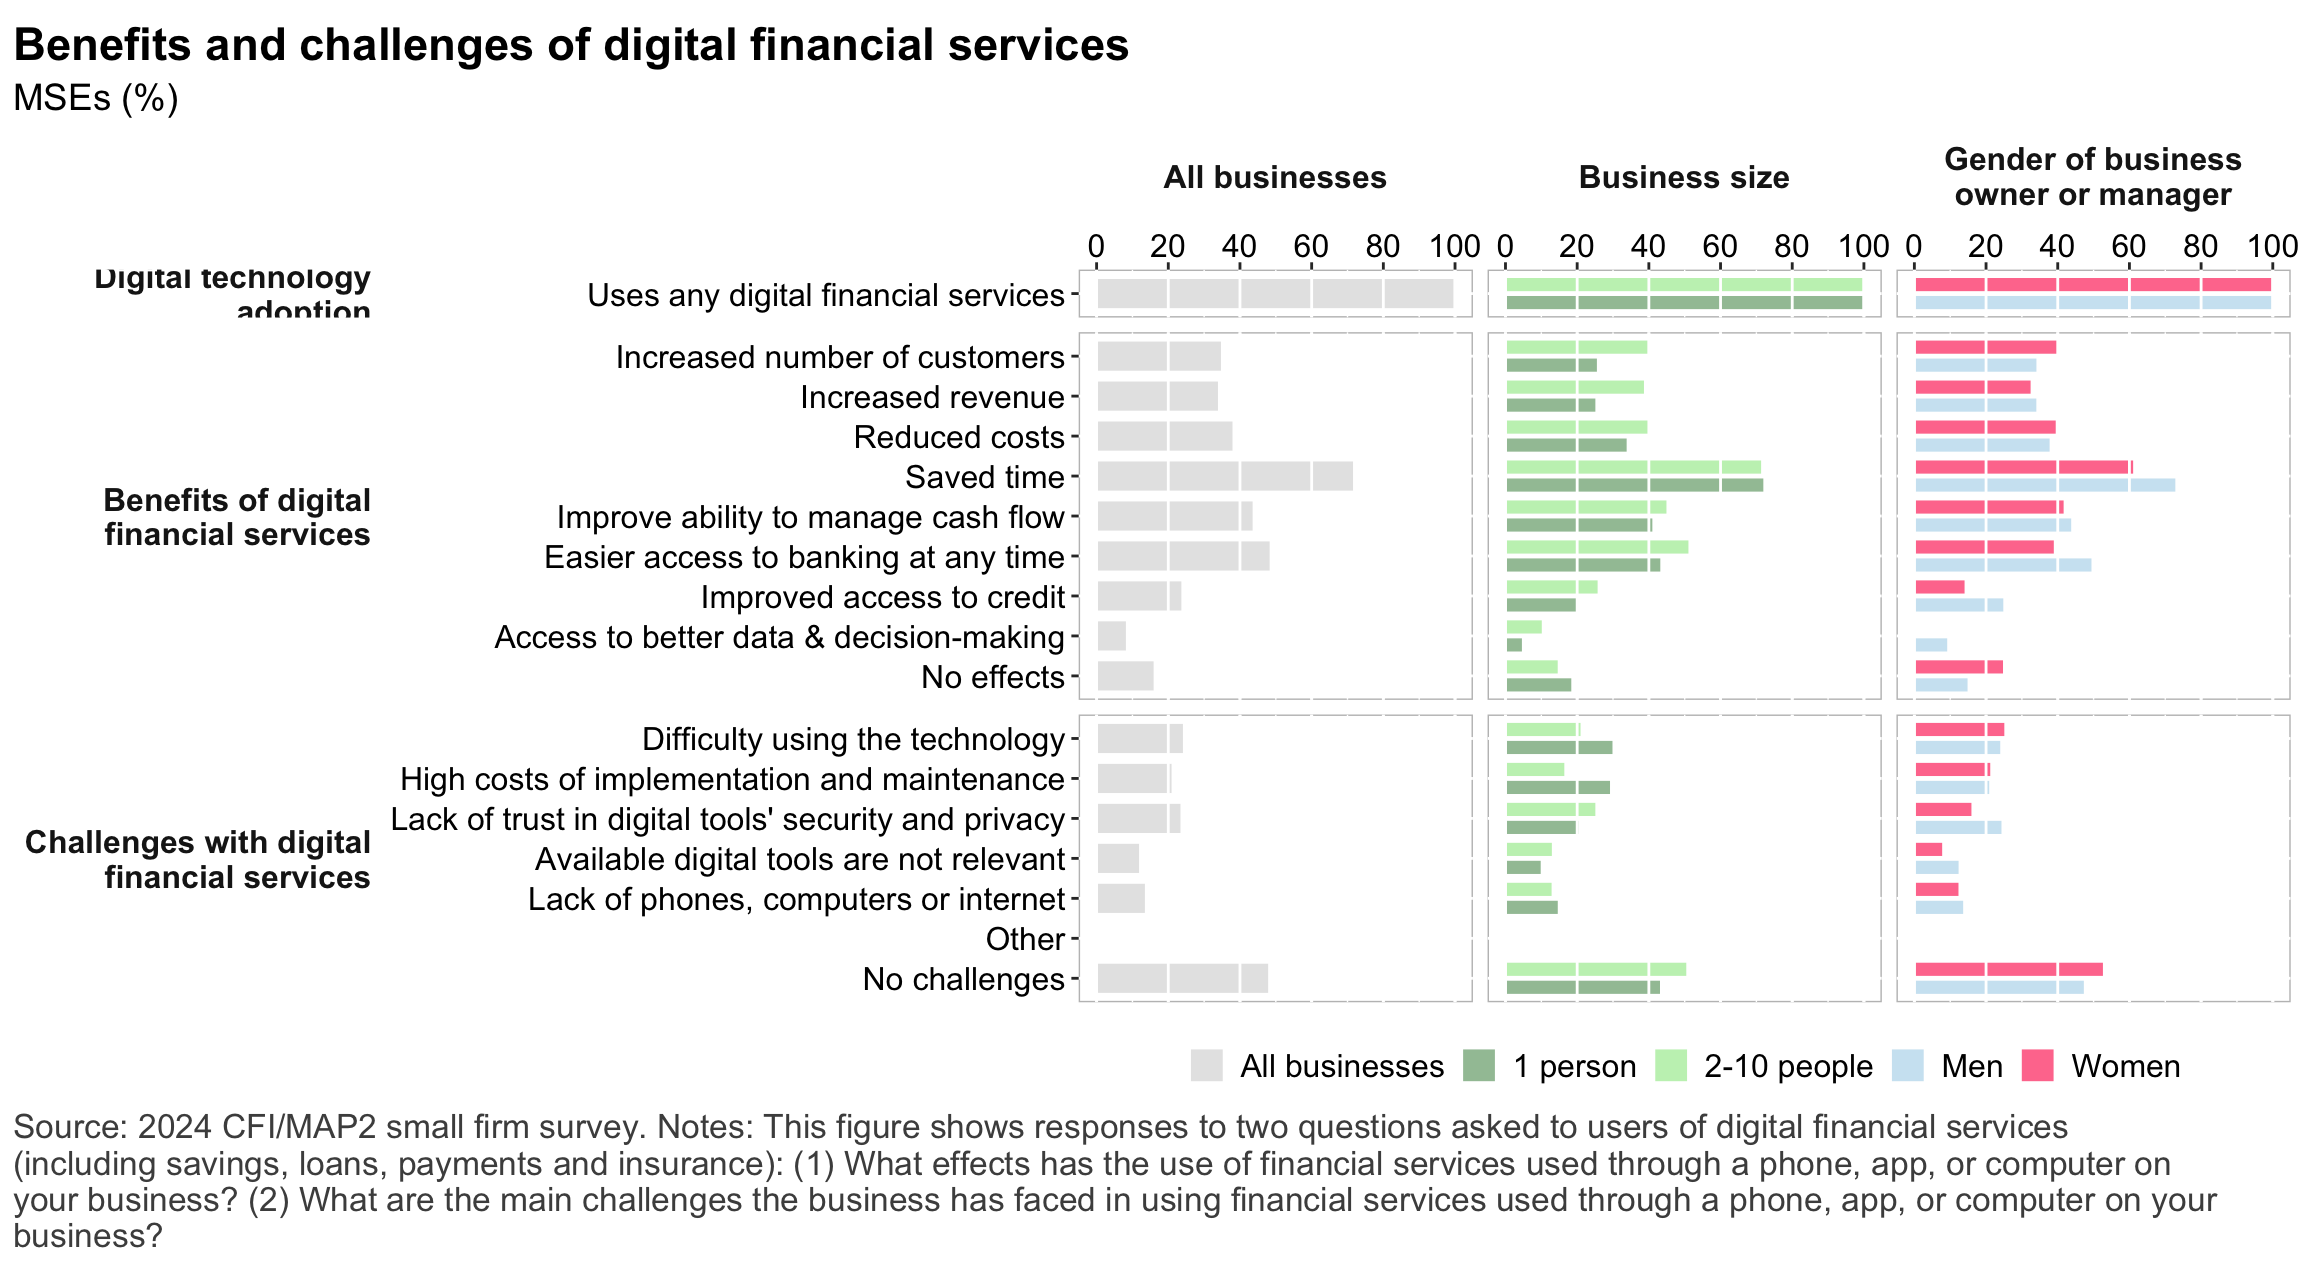 Benefits and challenges of digital financial services
MSEs (%)
All businesses
Business size
Gender of business
owner or manager
0 20 40 60 80 100 0 20 40 60 80 100 0 20 40 60 80 100
Digital technology
adoption
Uses any digital financial services
Benefits of digital
financial services
Increased number of customers
Increased revenue
Reduced costs
Saved time
Improve ability to manage cash flow
Easier access to banking at any time
Improved access to credit
Access to better data & decision-making
No effects
Challenges with digital
financial services
Difficulty using the technology
High costs of implementation and maintenance
Lack of trust in digital tools' security and privacy
Available digital tools are not relevant
Lack of phones, computers or internet
Other
No challenges
All businesses 1 person 2-10 people Men Women
Source: 2024 CFI/MAP2 small firm survey. Notes: This figure shows responses to two questions asked to users of digital financial services
(including savings, loans, payments and insurance): (1) What effects has the use of financial services used through a phone, app, or computer on
your business? (2) What are the main challenges the business has faced in using financial services used through a phone, app, or computer on your
business?